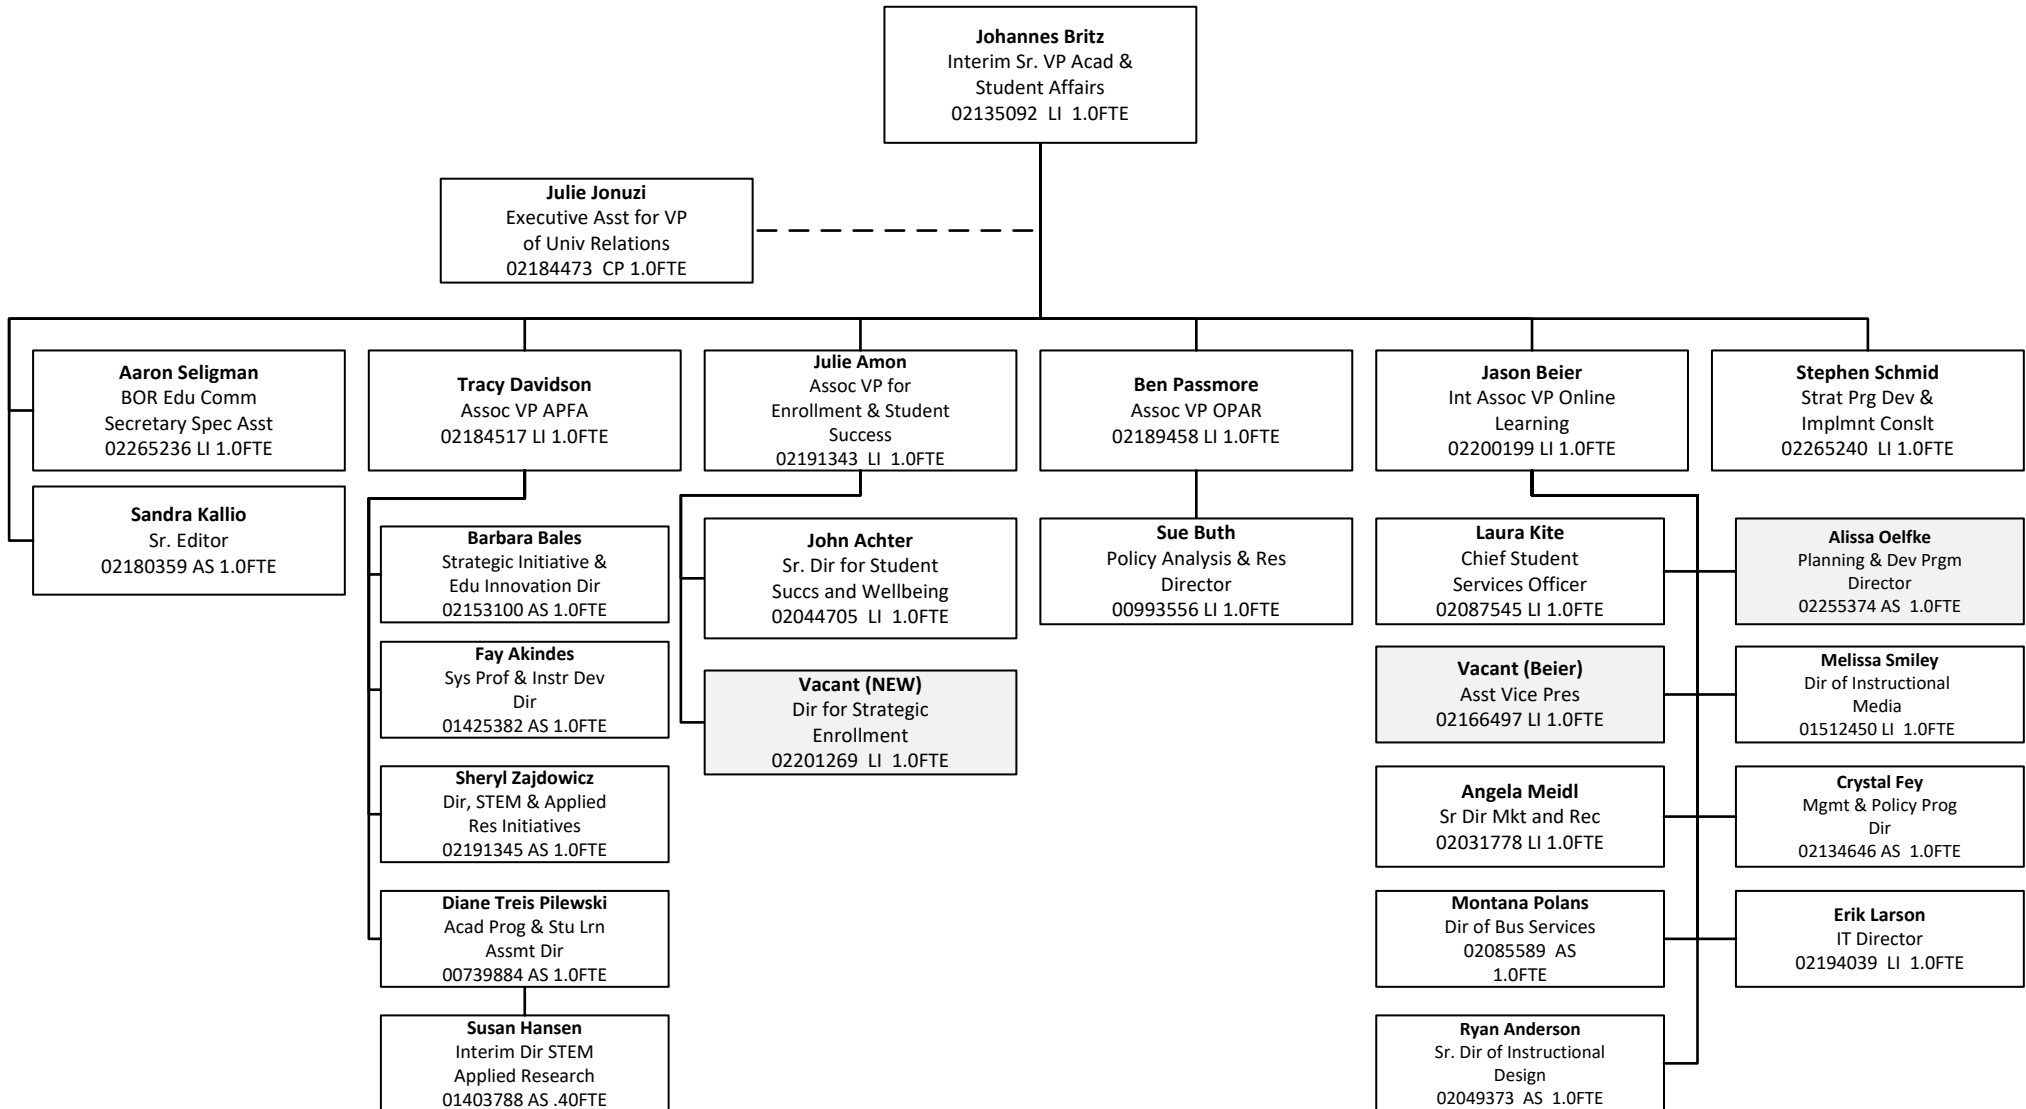 Johannes Britz
Interim Sr. VP Acad &
Student Affairs
02135092 LI 1.0FTE
Julie Jonuzi
Executive Asst for VP
of Univ Relations
02184473 CP 1.0FTE
Aaron Seligman
BOR Edu Comm
Secretary Spec Asst
02265236 LI 1.0FTE
Tracy Davidson
Assoc VP APFA
02184517 LI 1.0FTE
Julie Amon
Assoc VP for
Enrollment & Student
Success
02191343 LI 1.0FTE
Ben Passmore
Assoc VP OPAR
02189458 LI 1.0FTE
Jason Beier
Int Assoc VP Online
Learning
02200199 LI 1.0FTE
Stephen Schmid
Strat Prg Dev &
Implmnt Conslt
02265240 LI 1.0FTE
Sandra Kallio
Sr. Editor
02180359 AS 1.0FTE
Barbara Bales
Strategic Initiative &
Edu Innovation Dir
02153100 AS 1.0FTE
Fay Akindes
Sys Prof & Instr Dev
Dir
01425382 AS 1.0FTE
Sheryl Zajdowicz
Dir, STEM & Applied
Res Initiatives
02191345 AS 1.0FTE
Diane Treis Pilewski
Acad Prog & Stu Lrn
Assmt Dir
00739884 AS 1.0FTE
Susan Hansen
Interim Dir STEM
Applied Research
01403788 AS .40FTE
John Achter
Sr. Dir for Student
Succs and Wellbeing
02044705 LI 1.0FTE
Vacant (NEW)
Dir for Strategic
Enrollment
02201269 LI 1.0FTE
Sue Buth
Policy Analysis & Res
Director
00993556 LI 1.0FTE
Laura Kite
Chief Student
Services Officer
02087545 LI 1.0FTE
Vacant (Beier)
Asst Vice Pres
02166497 LI 1.0FTE
Angela Meidl
Sr Dir Mkt and Rec
02031778 LI 1.0FTE
Montana Polans
Dir of Bus Services
02085589 AS
1.0FTE
Ryan Anderson
Sr. Dir of Instructional
Design
02049373 AS 1.0FTE
Alissa Oelfke
Planning & Dev Prgm
Director
02255374 AS 1.0FTE
Melissa Smiley
Dir of Instructional
Media
01512450 LI 1.0FTE
Crystal Fey
Mgmt & Policy Prog
Dir
02134646 AS 1.0FTE
Erik Larson
IT Director
02194039 LI 1.0FTE